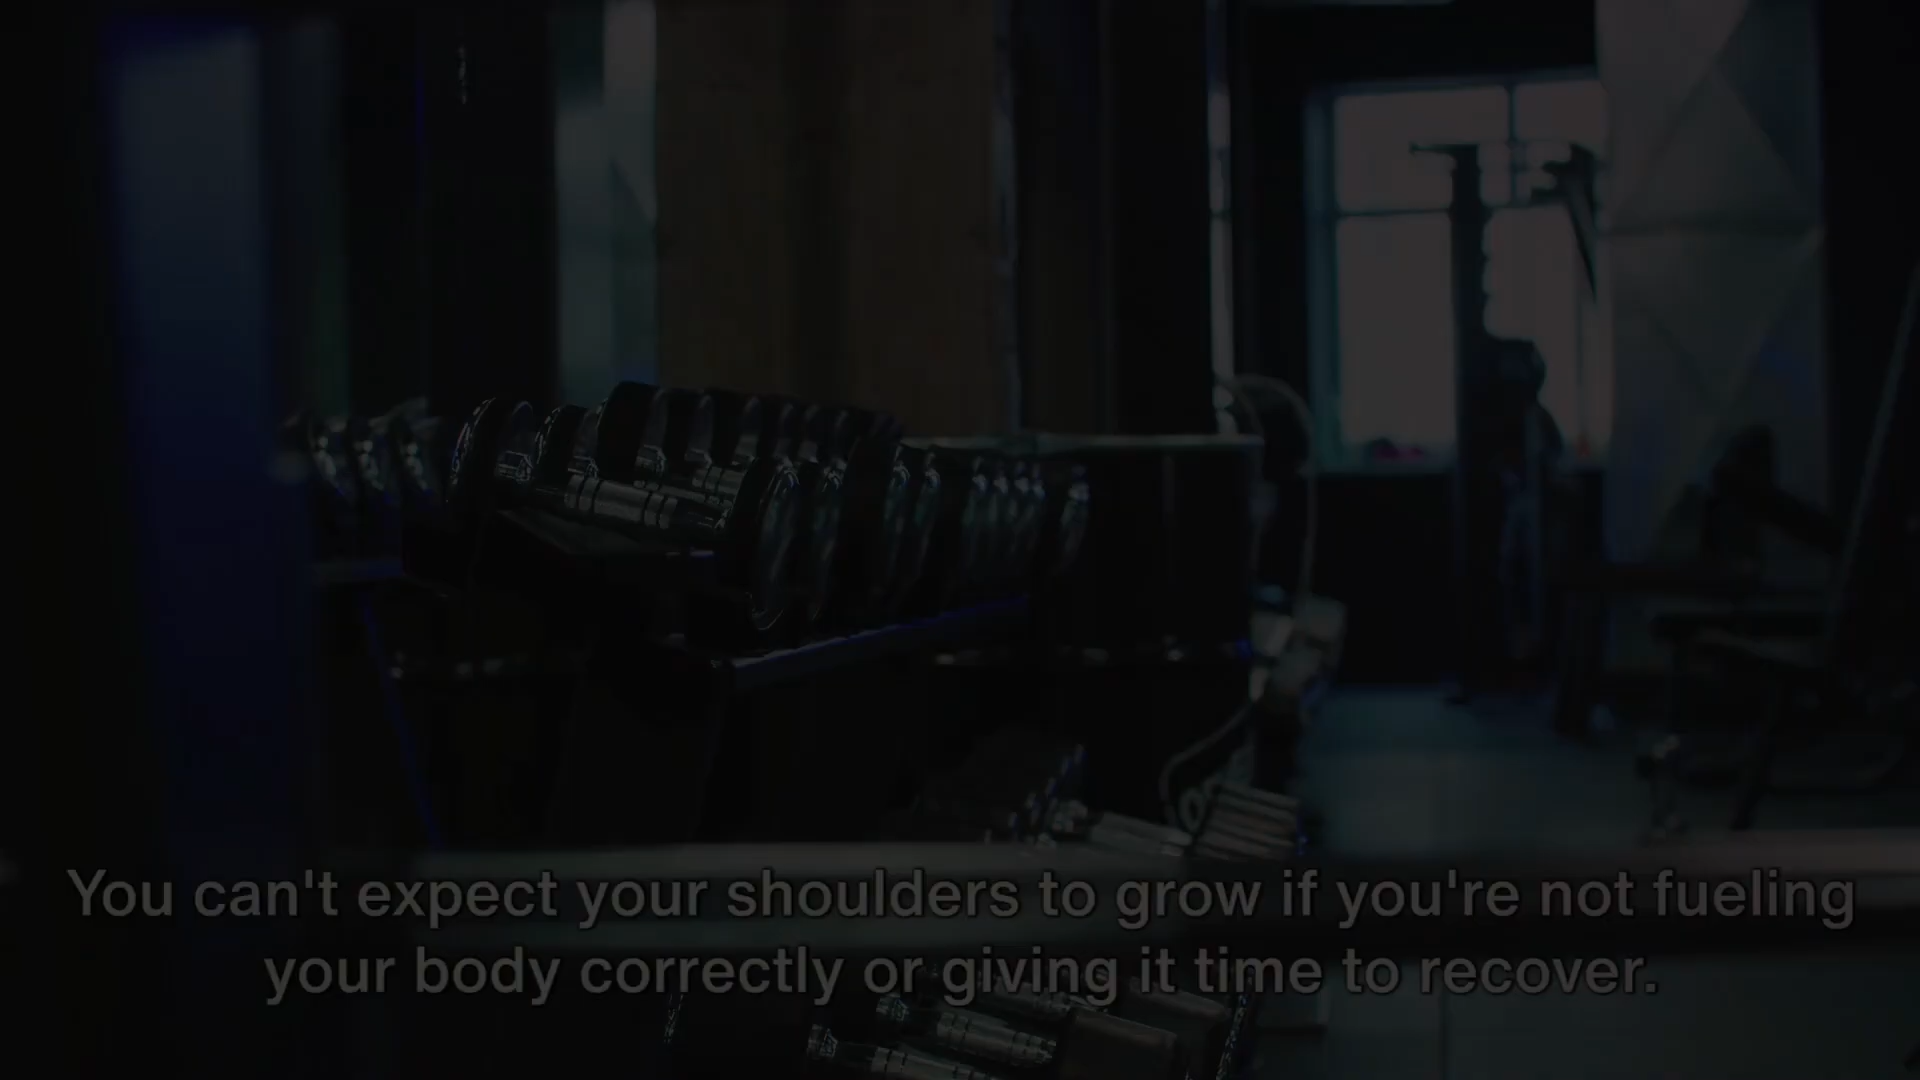 You can't expect your shoulders to grow if you're not fueling
your body correctly or giving it time to recover.